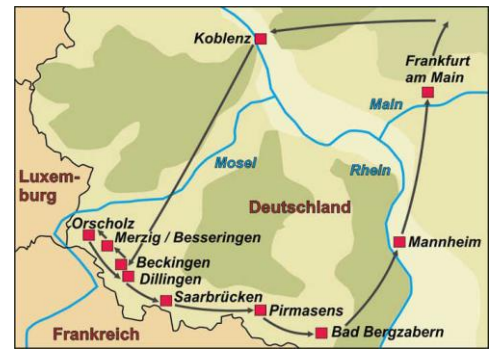 Koblenz
Frankfurt
am Main
Main
Mosel
Rhein
Luxem-
burg
Deutschland
Orscholz
Merzig / Besseringen
Mannheim
Beckingen
Dillingen
Saarbrücken
Pirmasens
Frankreich
Bad Bergzabern